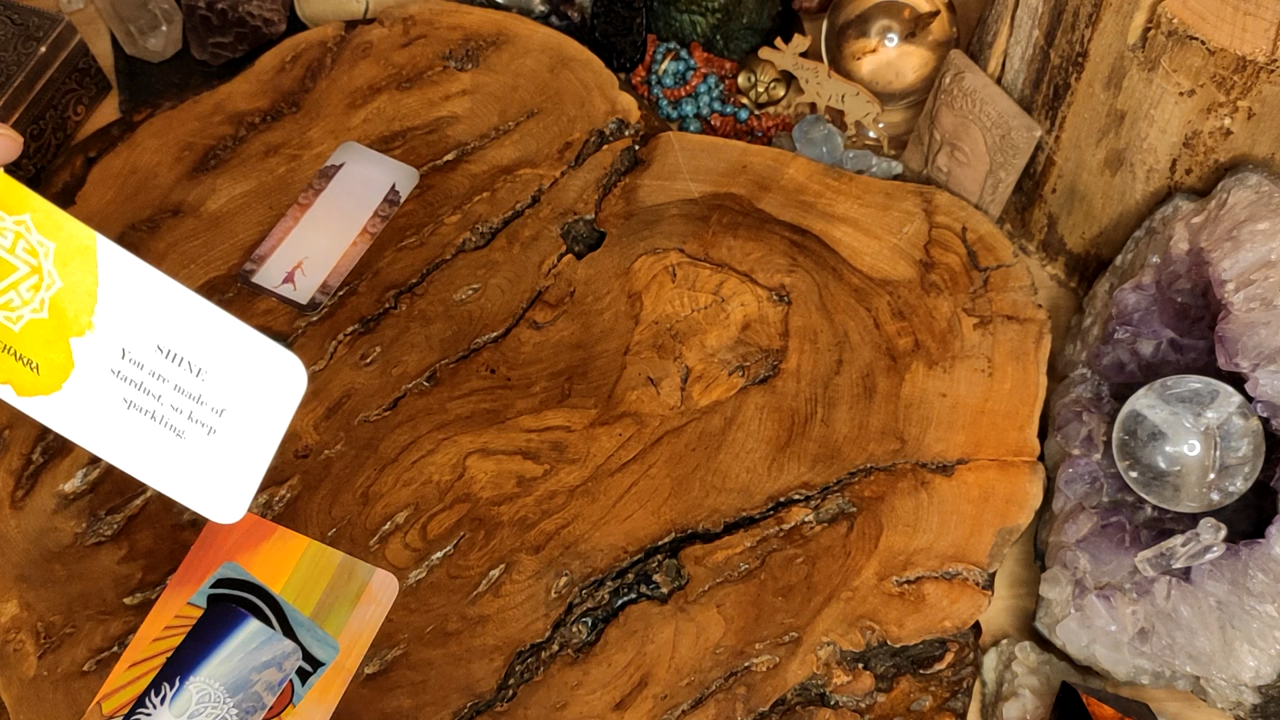 CHAKRA
SHINE
You are made of
stardust, so keep
sparkling.